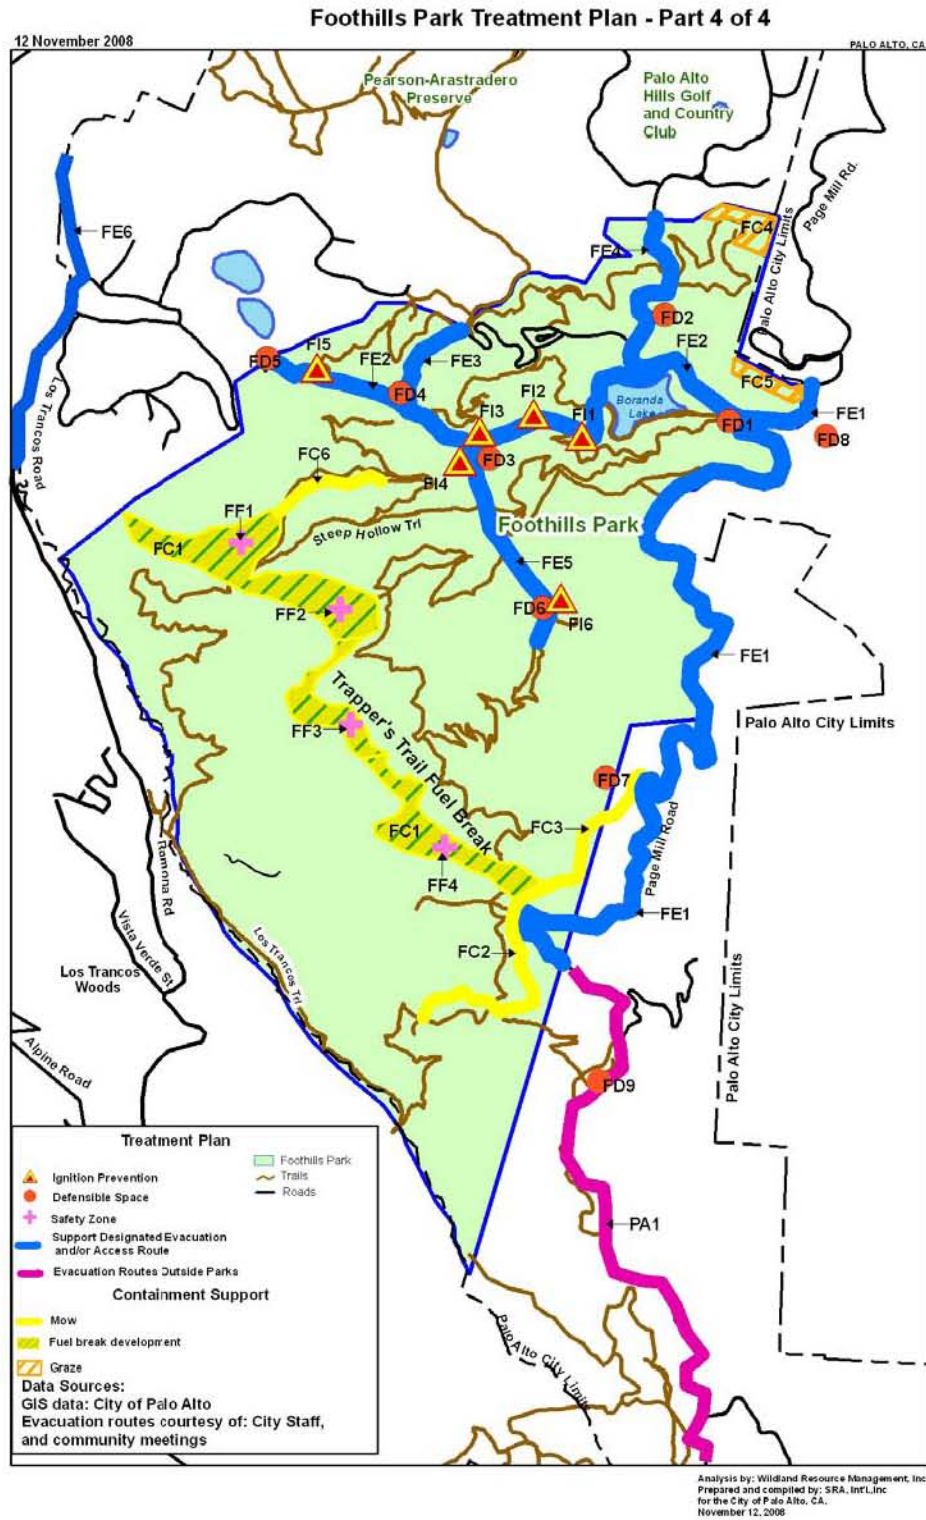 Foothills Park Treatment Plan - Part 4 of 4
12 November 2008
PALO ALTO, CA
Pearson-Arastradero
Preserve
Palo Alto
Hills Golf
and Country
Club
Page Mill Rd.
Palo Alto City Limits
FC4
FE6
FE4
FD2
FI5
FE2
FD5
FE2
FE3
FC5
FD4
FI2
FI3
FI1
Boranda
Lake
FE1
FD1
FD8
Los Trancos Road
FC6
FD3
FI4
FF1
Steep Hollow Trl
Foothills Park
FC1
FE5
FF2
FD6
FI6
FE1
Trapper's Trail Fuel Break
FF3
Palo Alto City Limits
FD7
FC1
FC3
Page Mill Road
Ramona Rd
FF4
FE1
Vista Verde St
FC2
Los Trancos Trl
Los Trancos
Woods
Palo Alto City Limits
Alpine Road
FD9
PA1
Palo Alto City Limits
Treatment Plan
Ignition Prevention
Defensible Space
Safety Zone
Support Designated Evacuation
and/or Access Route
Evacuation Routes Outside Parks
Foothills Park
Trails
Roads
Containment Support
Mow
Fuel break development
Graze
Data Sources:
GIS data: City of Palo Alto
Evacuation routes courtesy of: City Staff,
and community meetings
Analysis by: Wildland Resource Management, Inc
Prepared and compiled by: SRA, Int'l, Inc
for the City of Palo Alto, CA.
November 12, 2008